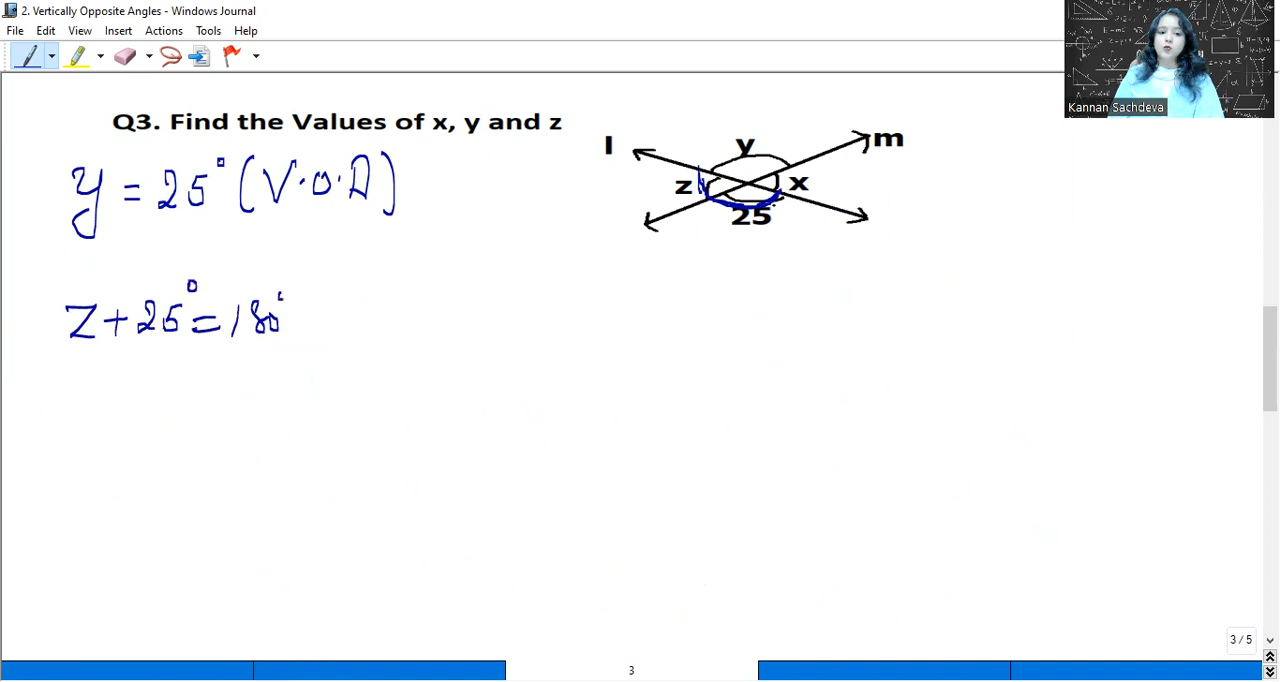 2. Vertically Opposite Angles - Windows Journal
File Edit View Insert Actions Tools Help
Kannan Sachdeva
Q3. Find the Values of x, y and z
l y m
z x
25
y = 25° (V.O.A)
z + 25° = 180°
3 / 5
3